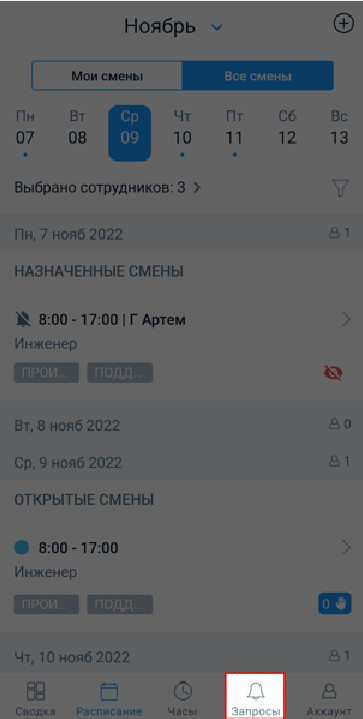 Ноябрь
Мои смены Все смены
Пн Вт Ср Чт Пт Сб Вс
07 08 09 10 11 12 13
Выбрано сотрудников: 3
Пн, 7 нояб 2022 1
НАЗНАЧЕННЫЕ СМЕНЫ
8:00 - 17:00 | Г Артем
Инженер
ПРОИ... ПОДД...
Вт, 8 нояб 2022 0
Ср, 9 нояб 2022 1
ОТКРЫТЫЕ СМЕНЫ
8:00 - 17:00
Инженер
ПРОИ... ПОДД... 0
Чт, 10 нояб 2022 1
Сводка Расписание Часы Запросы Аккаунт